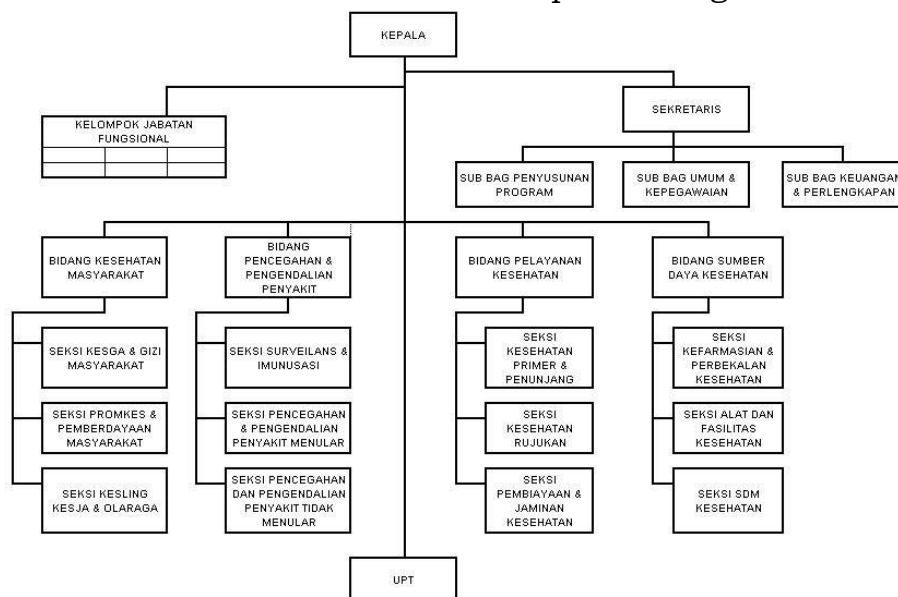 KEPALA
SEKRETARIS
KELOMPOK JABATAN
FUNGSIONAL
SUB BAG PENYUSUNAN
PROGRAM
SUB BAG UMUM &
KEPEGAWAIAN
SUB BAG KEUANGAN
& PERLENGKAPAN
BIDANG KESEHATAN
MASYARAKAT
BIDANG
PENCEGAHAN &
PENGENDALIAN
PENYAKIT
BIDANG PELAYANAN
KESEHATAN
BIDANG SUMBER
DAYA KESEHATAN
SEKSI KESGA & GIZI
MASYARAKAT
SEKSI SURVEILANS &
IMUNUSASI
SEKSI
KESEHATAN
PRIMER &
PENUNJANG
SEKSI
KEFARMASIAN &
PERBEKALAN
KESEHATAN
SEKSI PROMKES &
PEMBERDAYAAN
MASYARAKAT
SEKSI PENCEGAHAN
& PENGENDALIAN
PENYAKIT MENULAR
SEKSI
KESEHATAN
RUJUKAN
SEKSI ALAT DAN
FASILITAS
KESEHATAN
SEKSI KESLING
KESJA & OLARAGA
SEKSI PENCEGAHAN
DAN PENGENDALIAN
PENYAKIT TIDAK
MENULAR
SEKSI
PEMBIAYAAN &
JAMINAN
KESEHATAN
SEKSI SDM
KESEHATAN
UPT